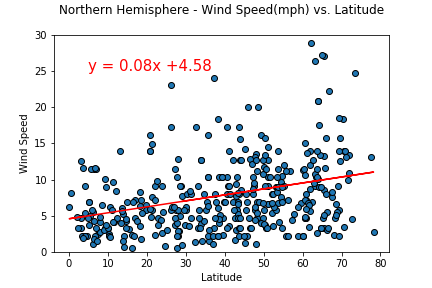 Northern Hemisphere - Wind Speed(mph) vs. Latitude
30
25
20
15
10
5
0
y = 0.08x +4.58
Wind Speed
0 10 20 30 40 50 60 70 80
Latitude